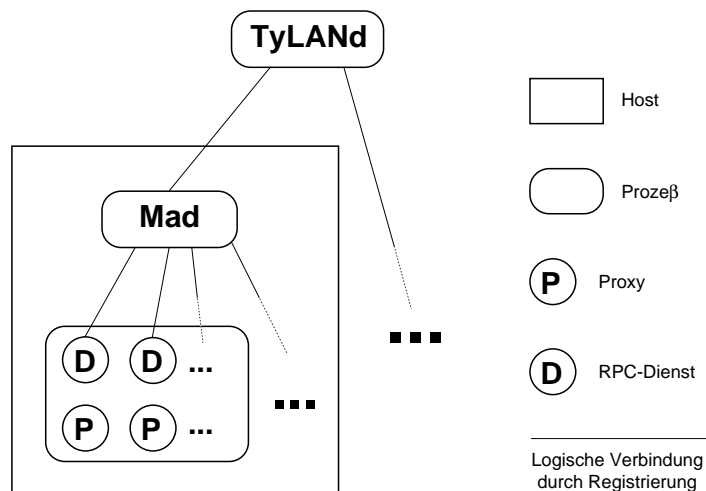 TyLANd
Host
Mad
Prozeβ
P Proxy
D D ...
D RPC-Dienst
P P ...
Logische Verbindung
durch Registrierung